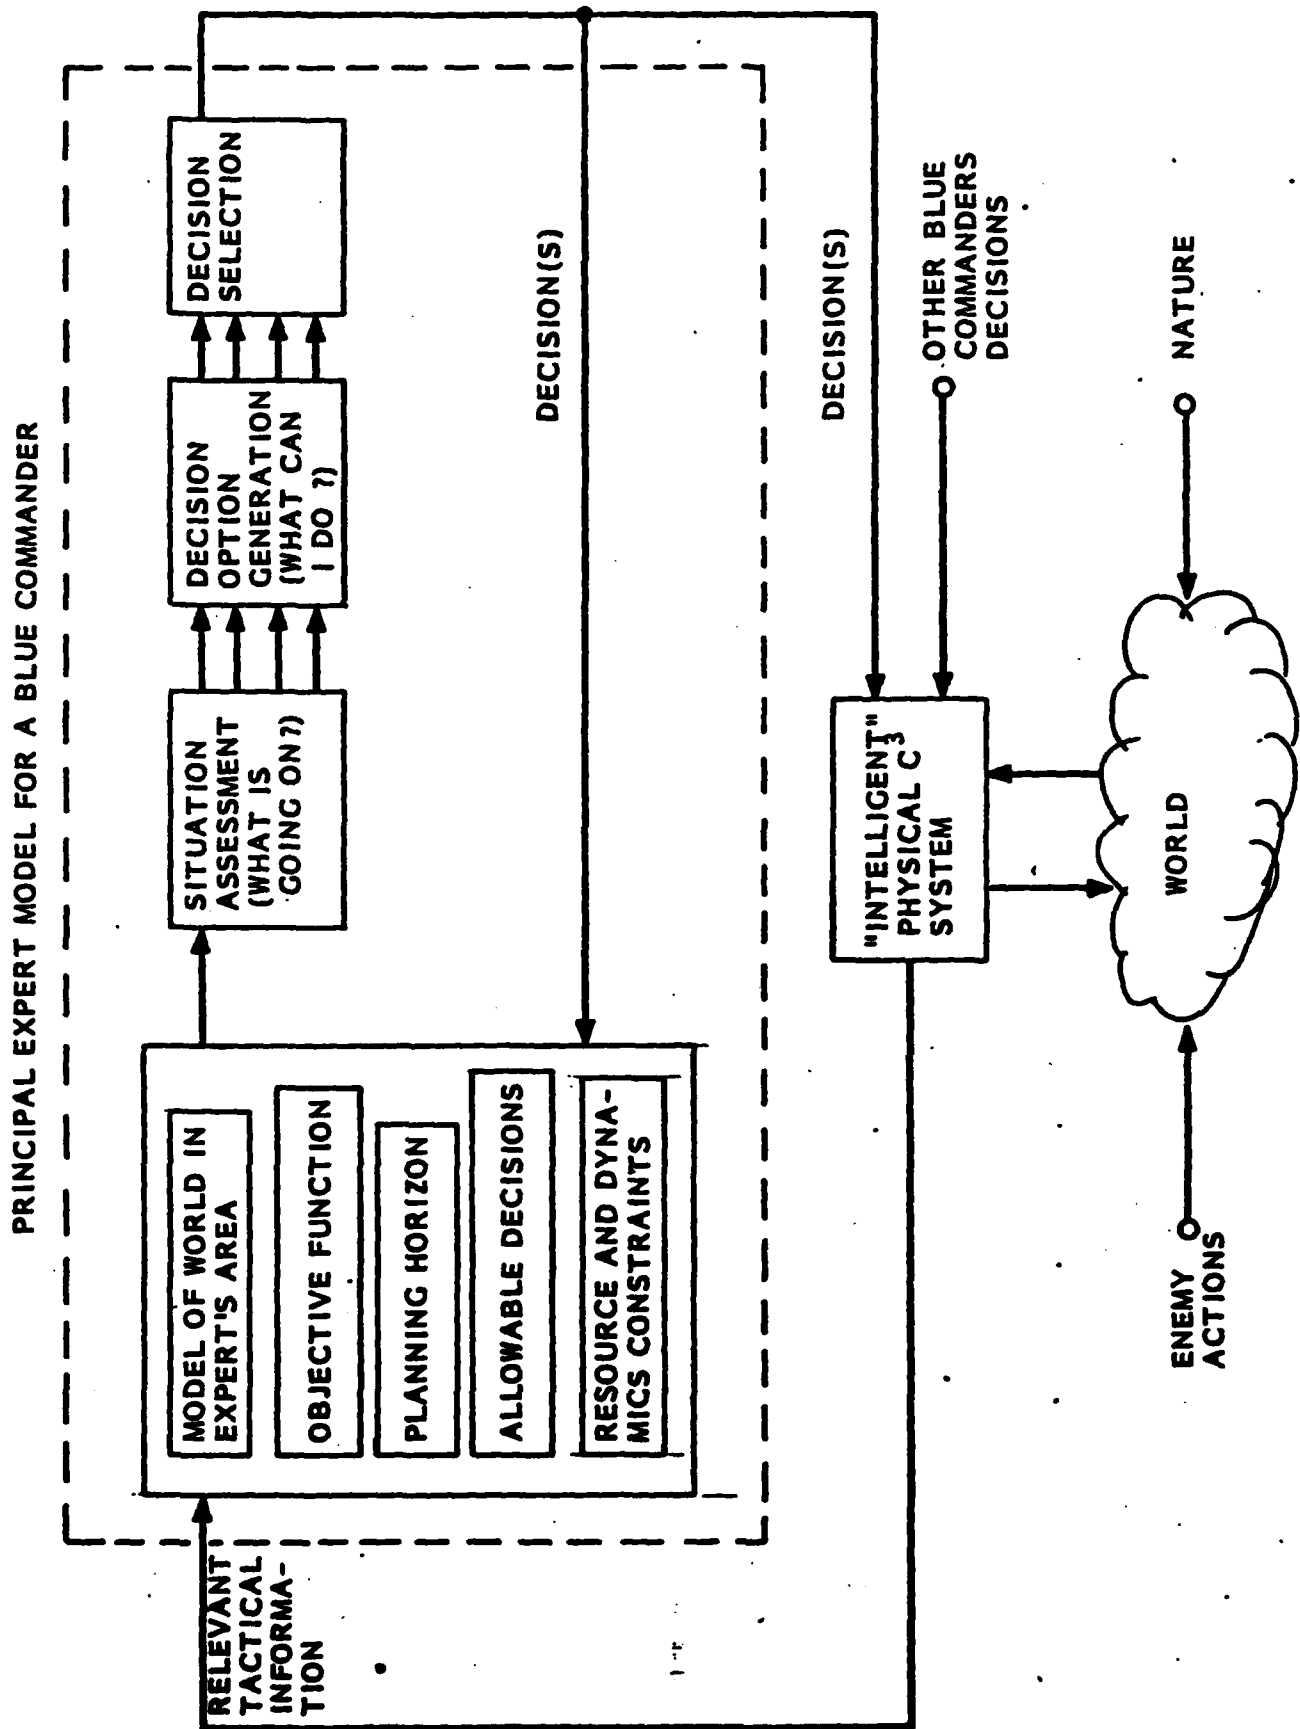 PRINCIPAL EXPERT MODEL FOR A BLUE COMMANDER
RELEVANT
TACTICAL
INFORMA-
TION
MODEL OF WORLD IN
EXPERT'S AREA
OBJECTIVE FUNCTION
PLANNING HORIZON
ALLOWABLE DECISIONS
RESOURCE AND DYNA-
MICS CONSTRAINTS
SITUATION
ASSESSMENT
(WHAT IS
GOING ON?)
DECISION
OPTION
GENERATION
(WHAT CAN
I DO ?)
DECISION
SELECTION
DECISION(S)
DECISION(S)
"INTELLIGENT"
PHYSICAL C3
SYSTEM
OTHER BLUE
COMMANDERS
DECISIONS
ENEMY
ACTIONS
WORLD
NATURE